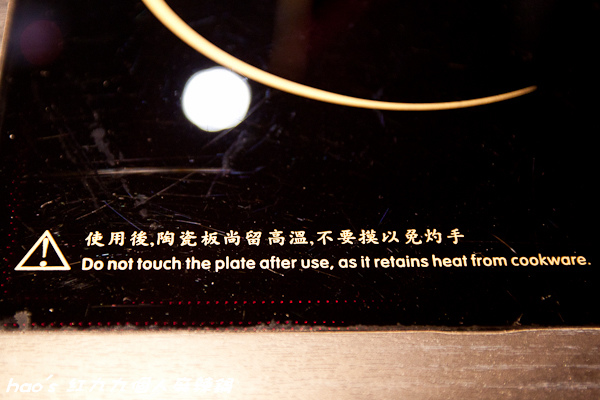 使用後,陶瓷板尚留高溫,不要摸以免灼手
Do not touch the plate after use, as it retains heat from cookware.
hao's